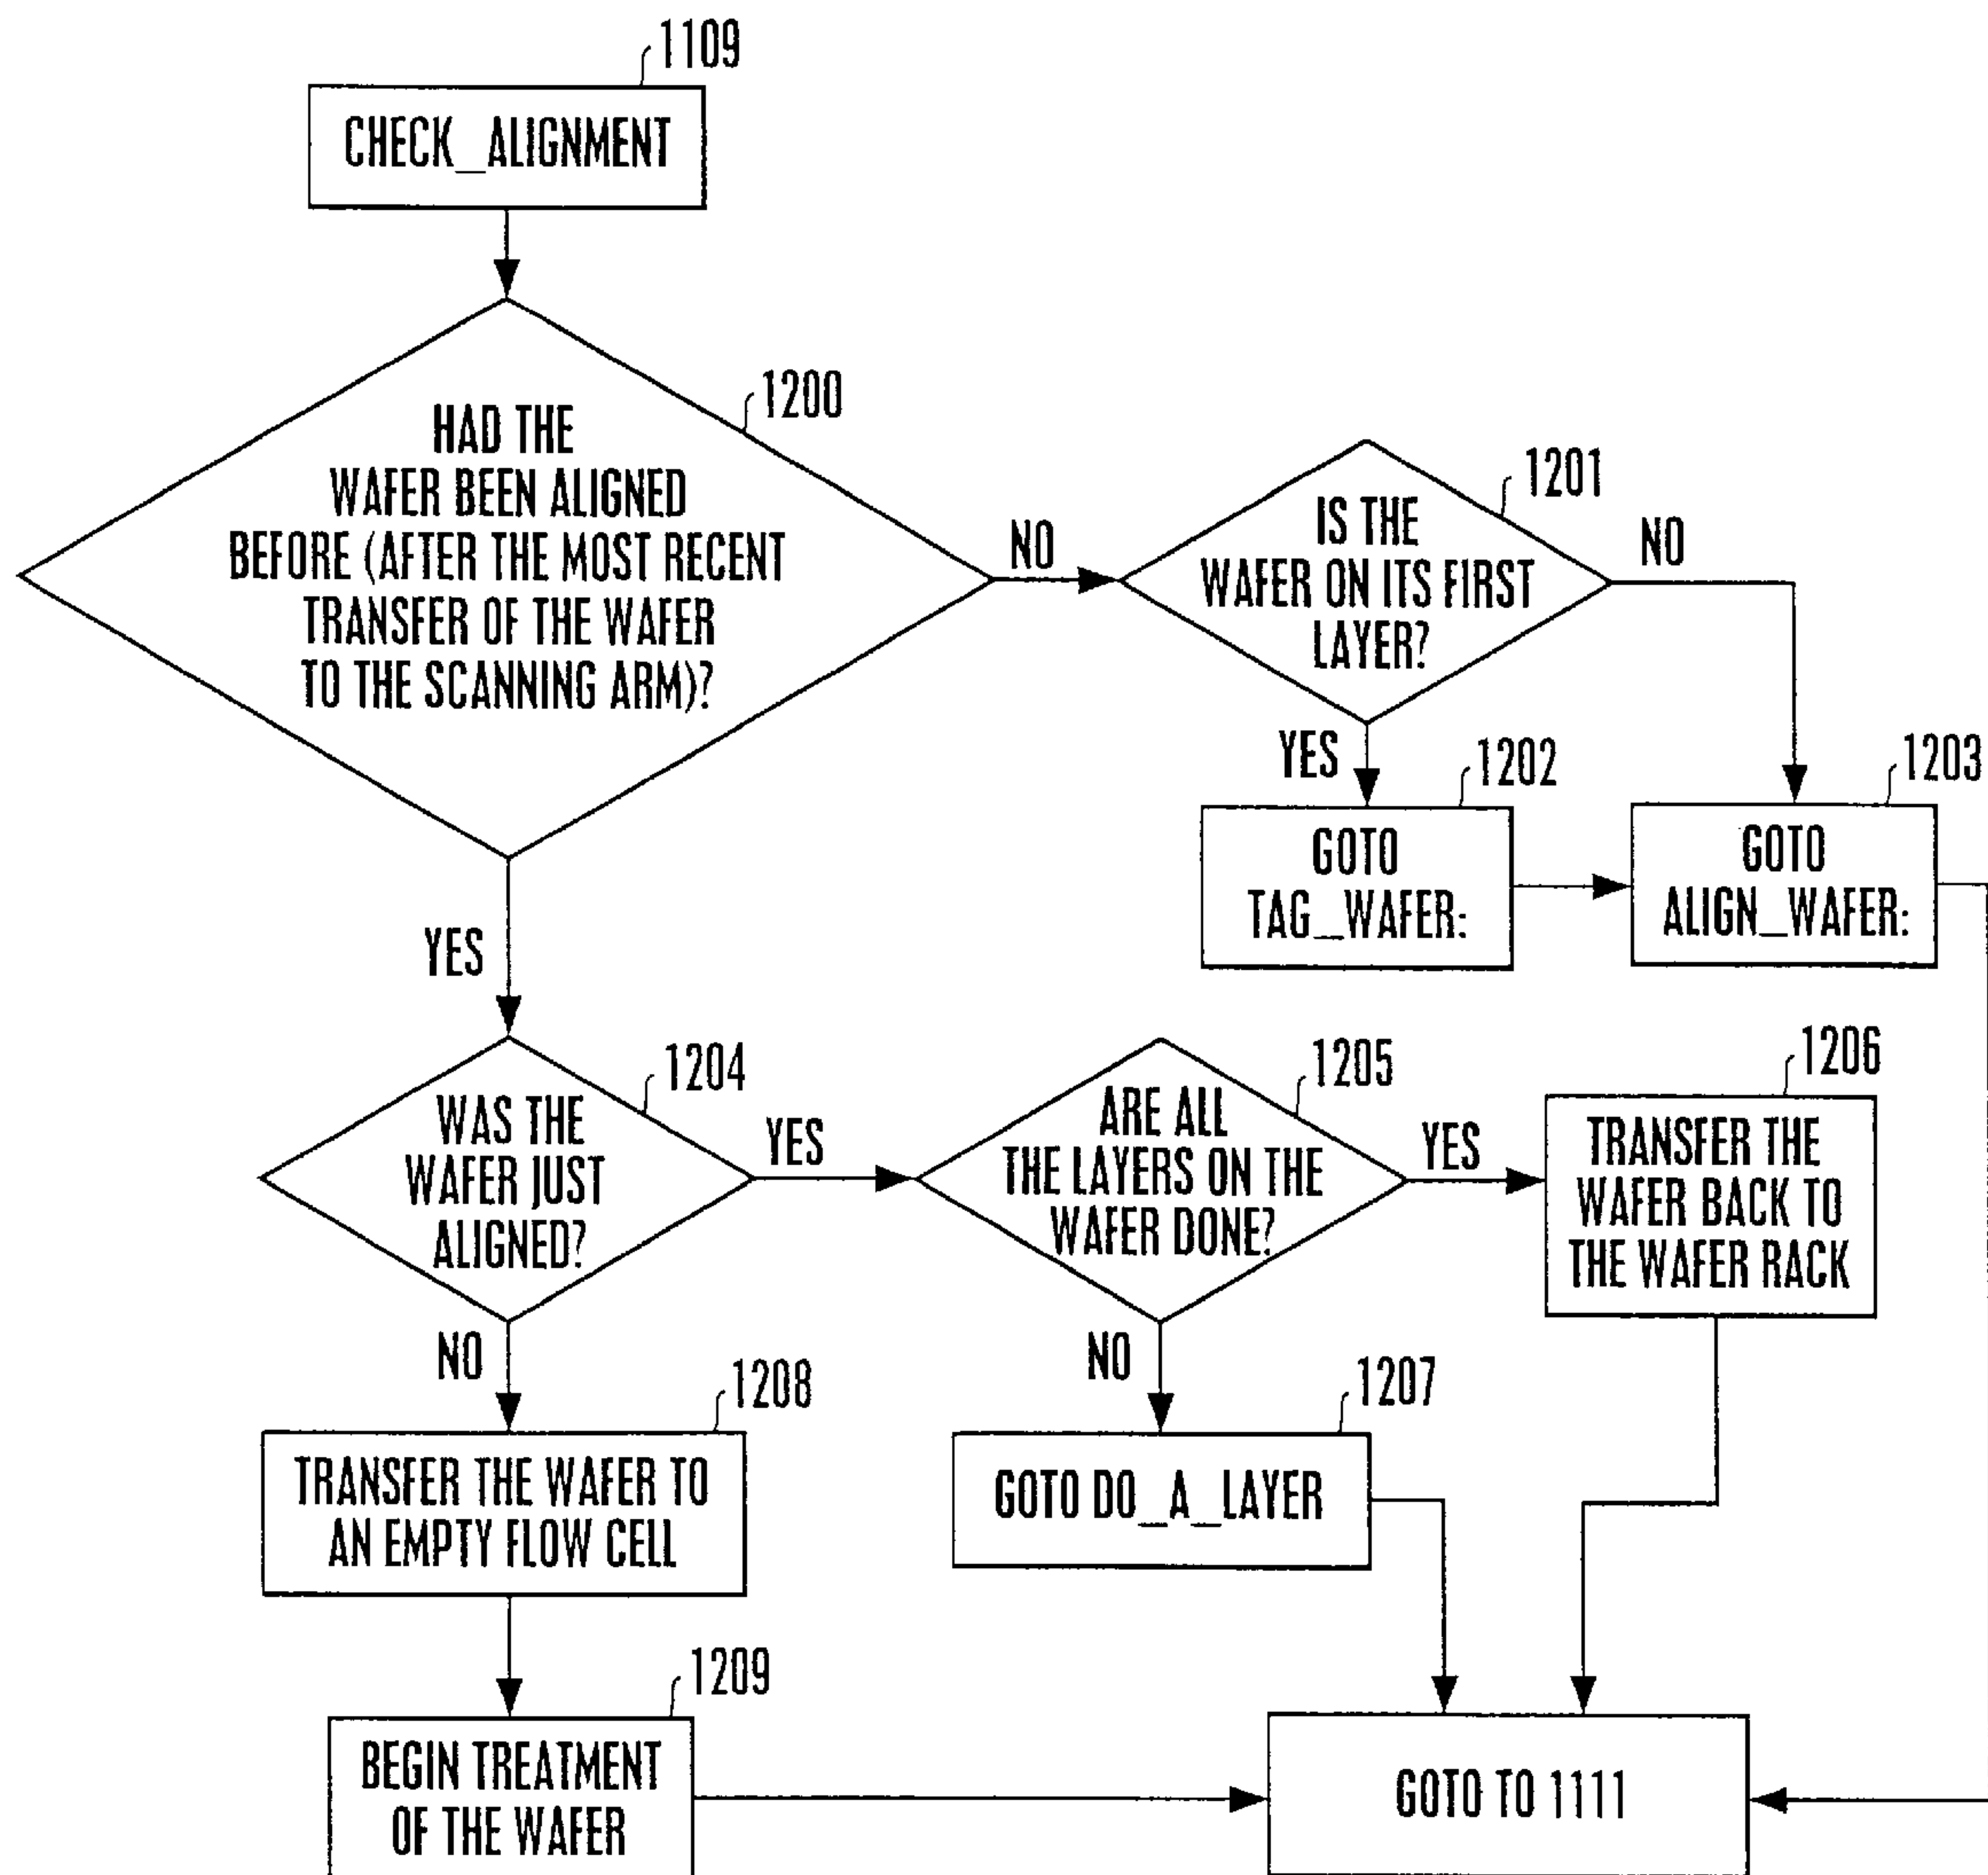 1109
CHECK_ALIGNMENT
1200
HAD THE
WAFER BEEN ALIGNED
BEFORE (AFTER THE MOST RECENT
TRANSFER OF THE WAFER
TO THE SCANNING ARM)?
NO
1201
IS THE
WAFER ON ITS FIRST
LAYER?
NO
YES
1202
GOTO
TAG_WAFER:
1203
GOTO
ALIGN_WAFER:
YES
1204
WAS THE
WAFER JUST
ALIGNED?
YES
1205
ARE ALL
THE LAYERS ON THE
WAFER DONE?
YES
1206
TRANSFER THE
WAFER BACK TO
THE WAFER RACK
NO
1208
TRANSFER THE WAFER TO
AN EMPTY FLOW CELL
NO
1207
GOTO DO_A_LAYER
1209
BEGIN TREATMENT
OF THE WAFER
GOTO TO 1111